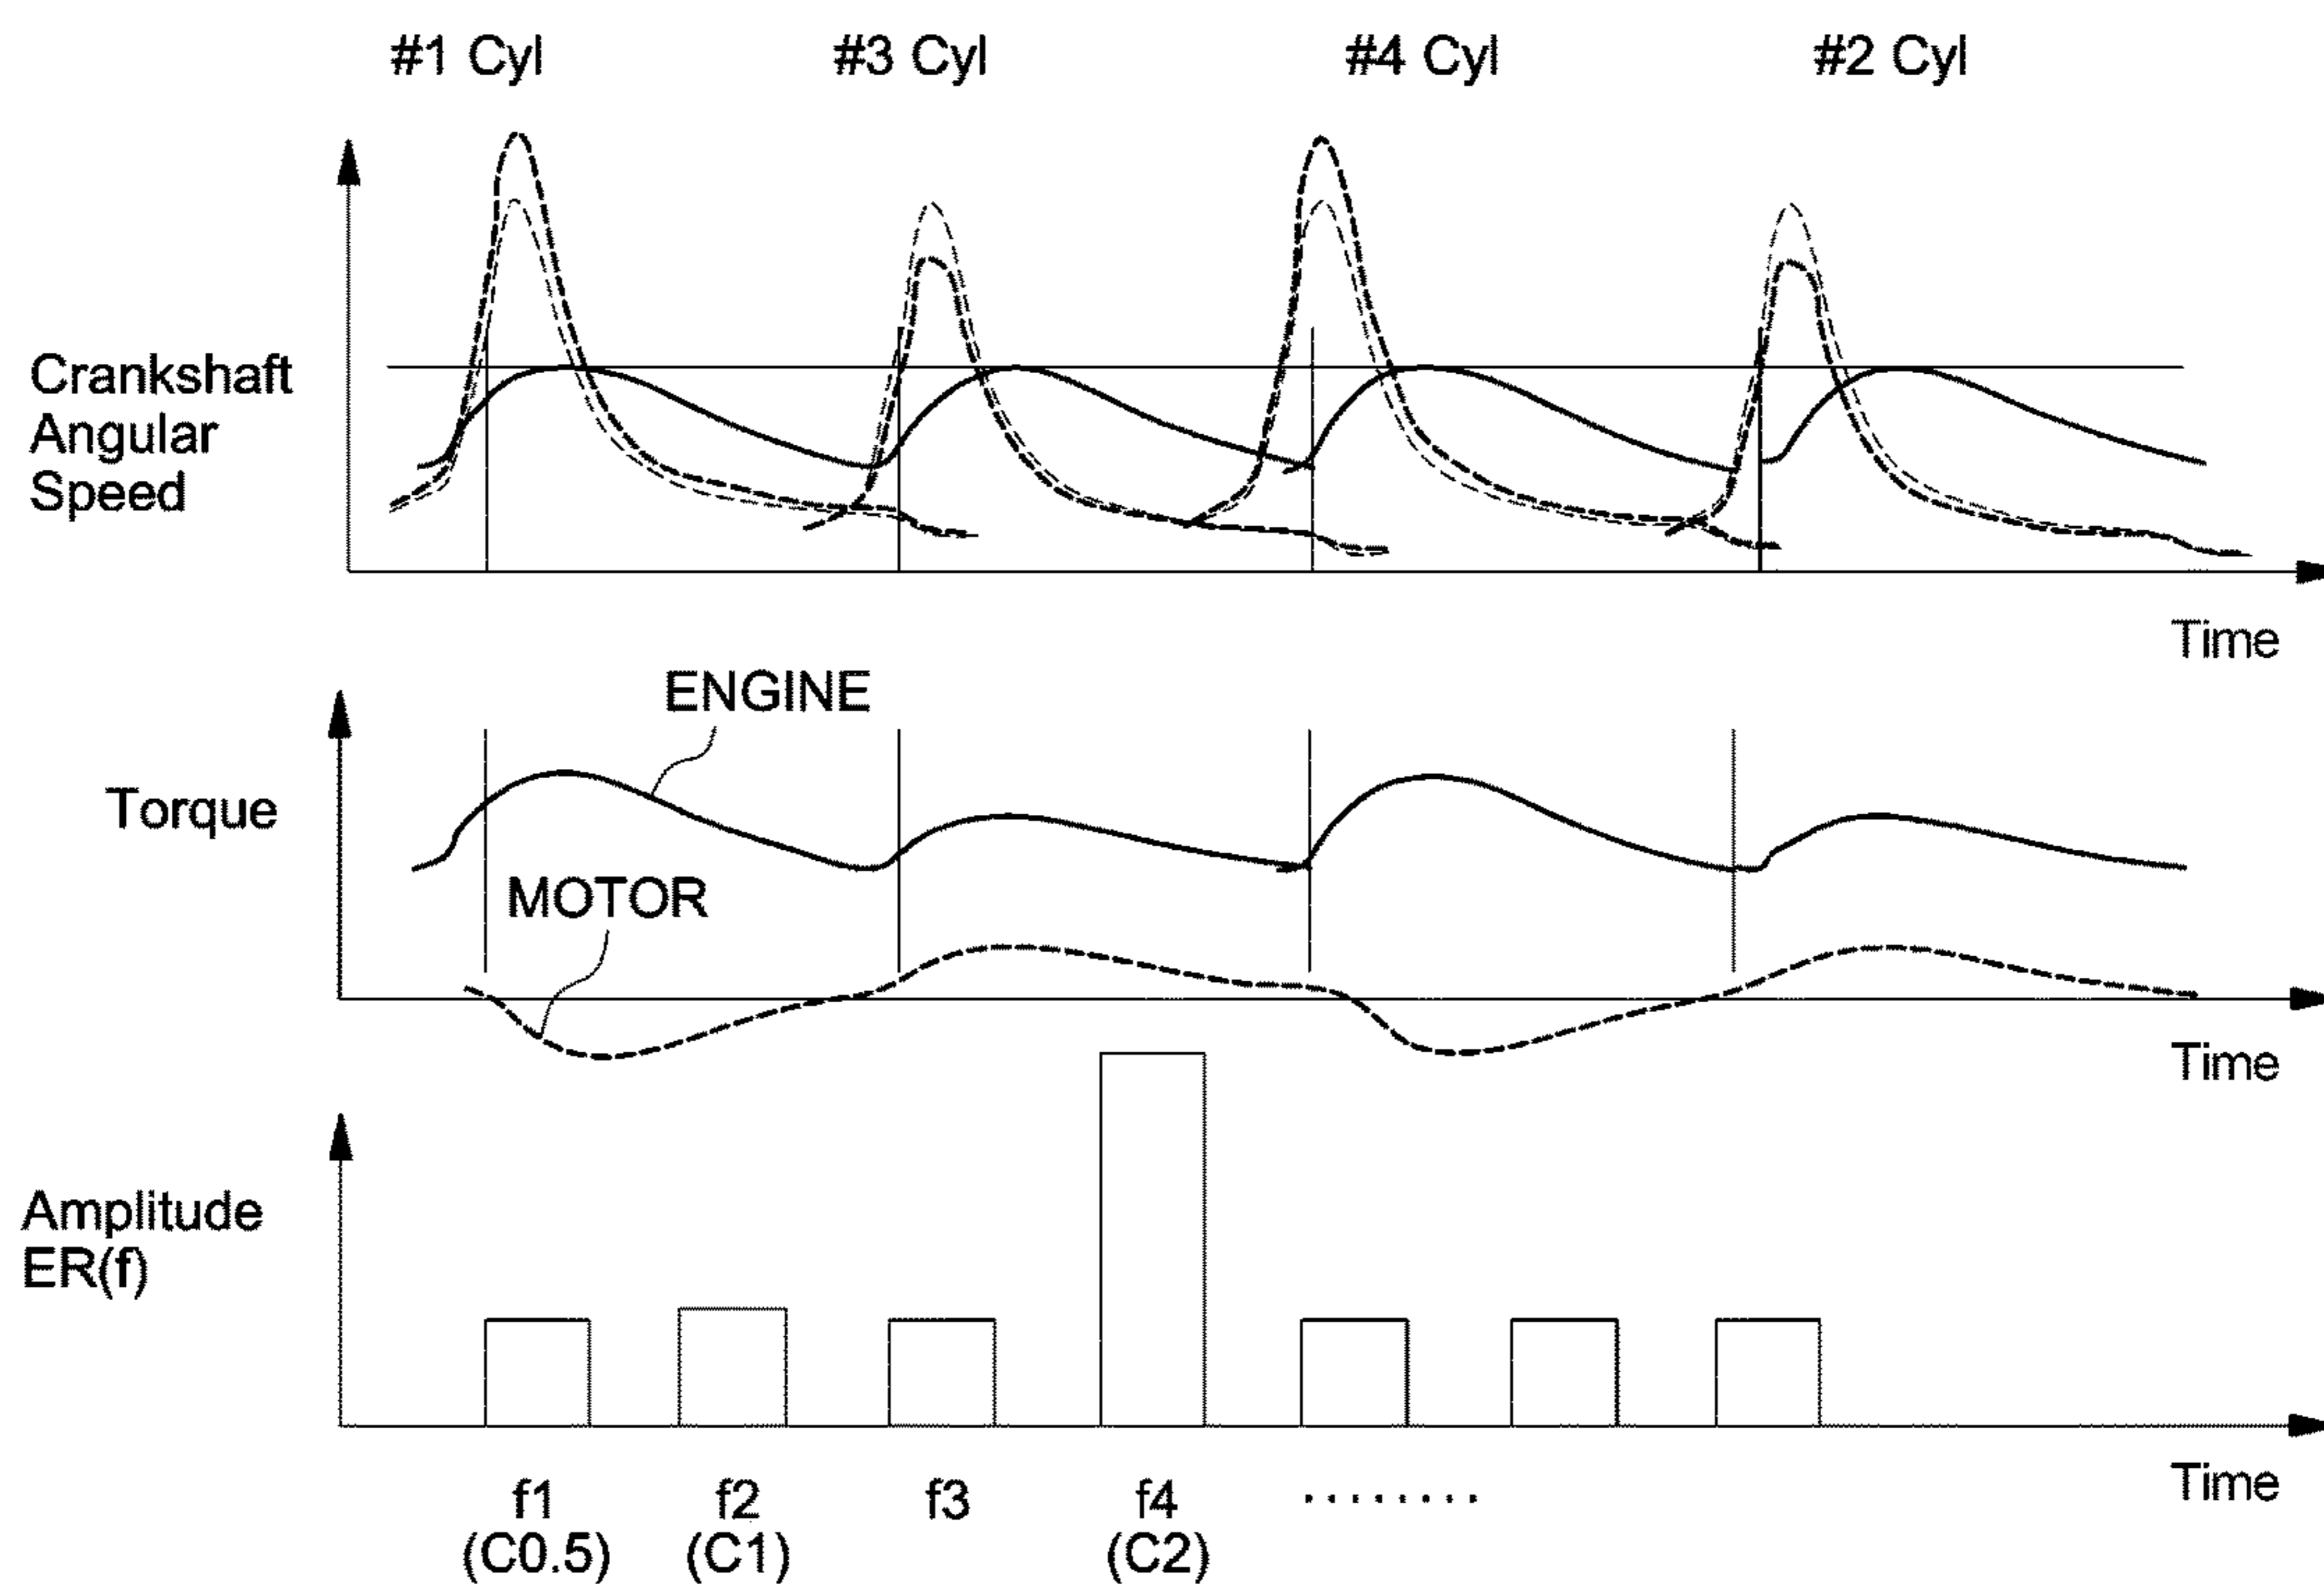 #1 Cyl #3 Cyl #4 Cyl #2 Cyl
Crankshaft
Angular
Speed
Time
ENGINE
Torque
MOTOR
Time
Amplitude
ER(f)
Time
f1 f2 f3 f4 ........
(C0.5) (C1) (C2)